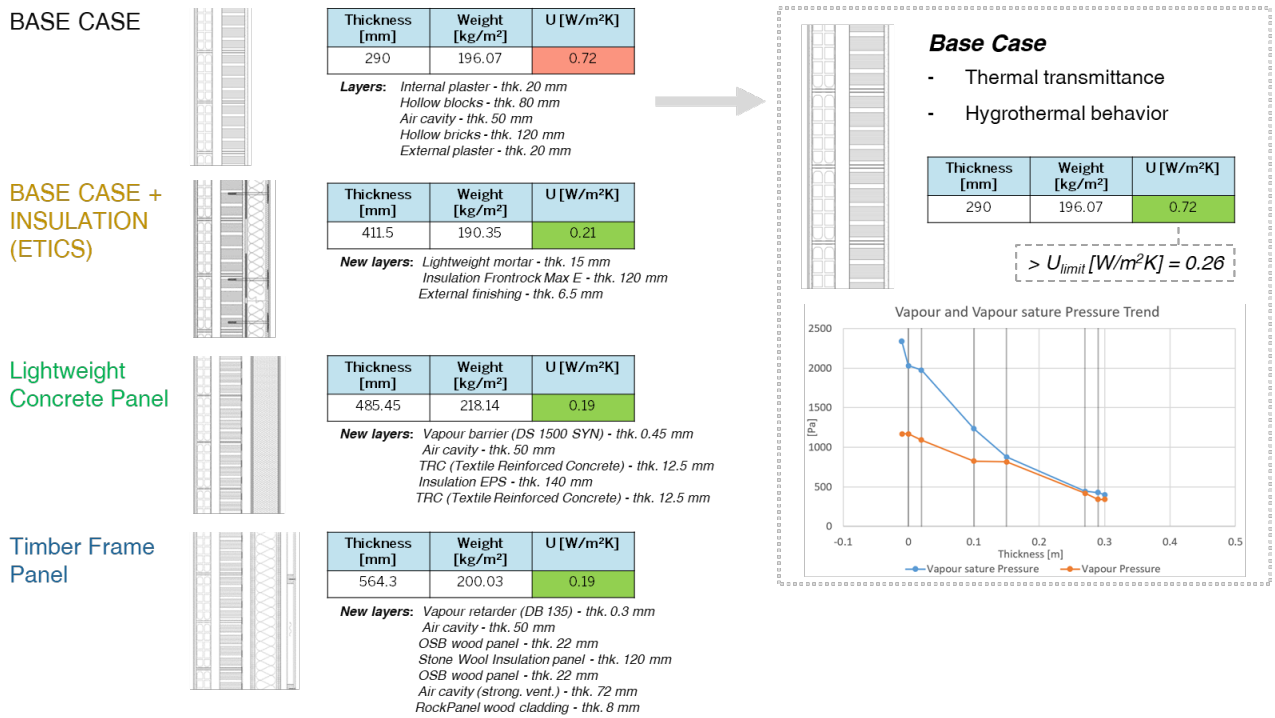 BASE CASE
Thickness [mm] Weight [kg/m²] U [W/m²K]
290 196.07 0.72
Layers: Internal plaster - thk. 20 mm
Hollow blocks - thk. 80 mm
Air cavity - thk. 50 mm
Hollow bricks - thk. 120 mm
External plaster - thk. 20 mm
BASE CASE +
INSULATION
(ETICS)
Thickness [mm] Weight [kg/m²] U [W/m²K]
411.5 190.35 0.21
New layers: Lightweight mortar - thk. 15 mm
Insulation Frontrock Max E - thk. 120 mm
External finishing - thk. 6.5 mm
Lightweight
Concrete Panel
Thickness [mm] Weight [kg/m²] U [W/m²K]
485.45 218.14 0.19
New layers: Vapour barrier (DS 1500 SYN) - thk. 0.45 mm
Air cavity - thk. 50 mm
TRC (Textile Reinforced Concrete) - thk. 12.5 mm
Insulation EPS - thk. 140 mm
TRC (Textile Reinforced Concrete) - thk. 12.5 mm
Timber Frame
Panel
Thickness [mm] Weight [kg/m²] U [W/m²K]
564.3 200.03 0.19
New layers: Vapour retarder (DB 135) - thk. 0.3 mm
Air cavity - thk. 50 mm
OSB wood panel - thk. 22 mm
Stone Wool Insulation panel - thk. 120 mm
OSB wood panel - thk. 22 mm
Air cavity (strong. vent.) - thk. 72 mm
RockPanel wood cladding - thk. 8 mm
Base Case
- Thermal transmittance
- Hygrothermal behavior
Thickness [mm] Weight [kg/m²] U [W/m²K]
290 196.07 0.72
> Ulimit [W/m²K] = 0.26
Vapour and Vapour sature Pressure Trend
2500
2000
1500
1000
500
0
[Pa]
-0.1 0 0.1 0.2 0.3 0.4 0.5
Thickness [m]
Vapour sature Pressure Vapour Pressure